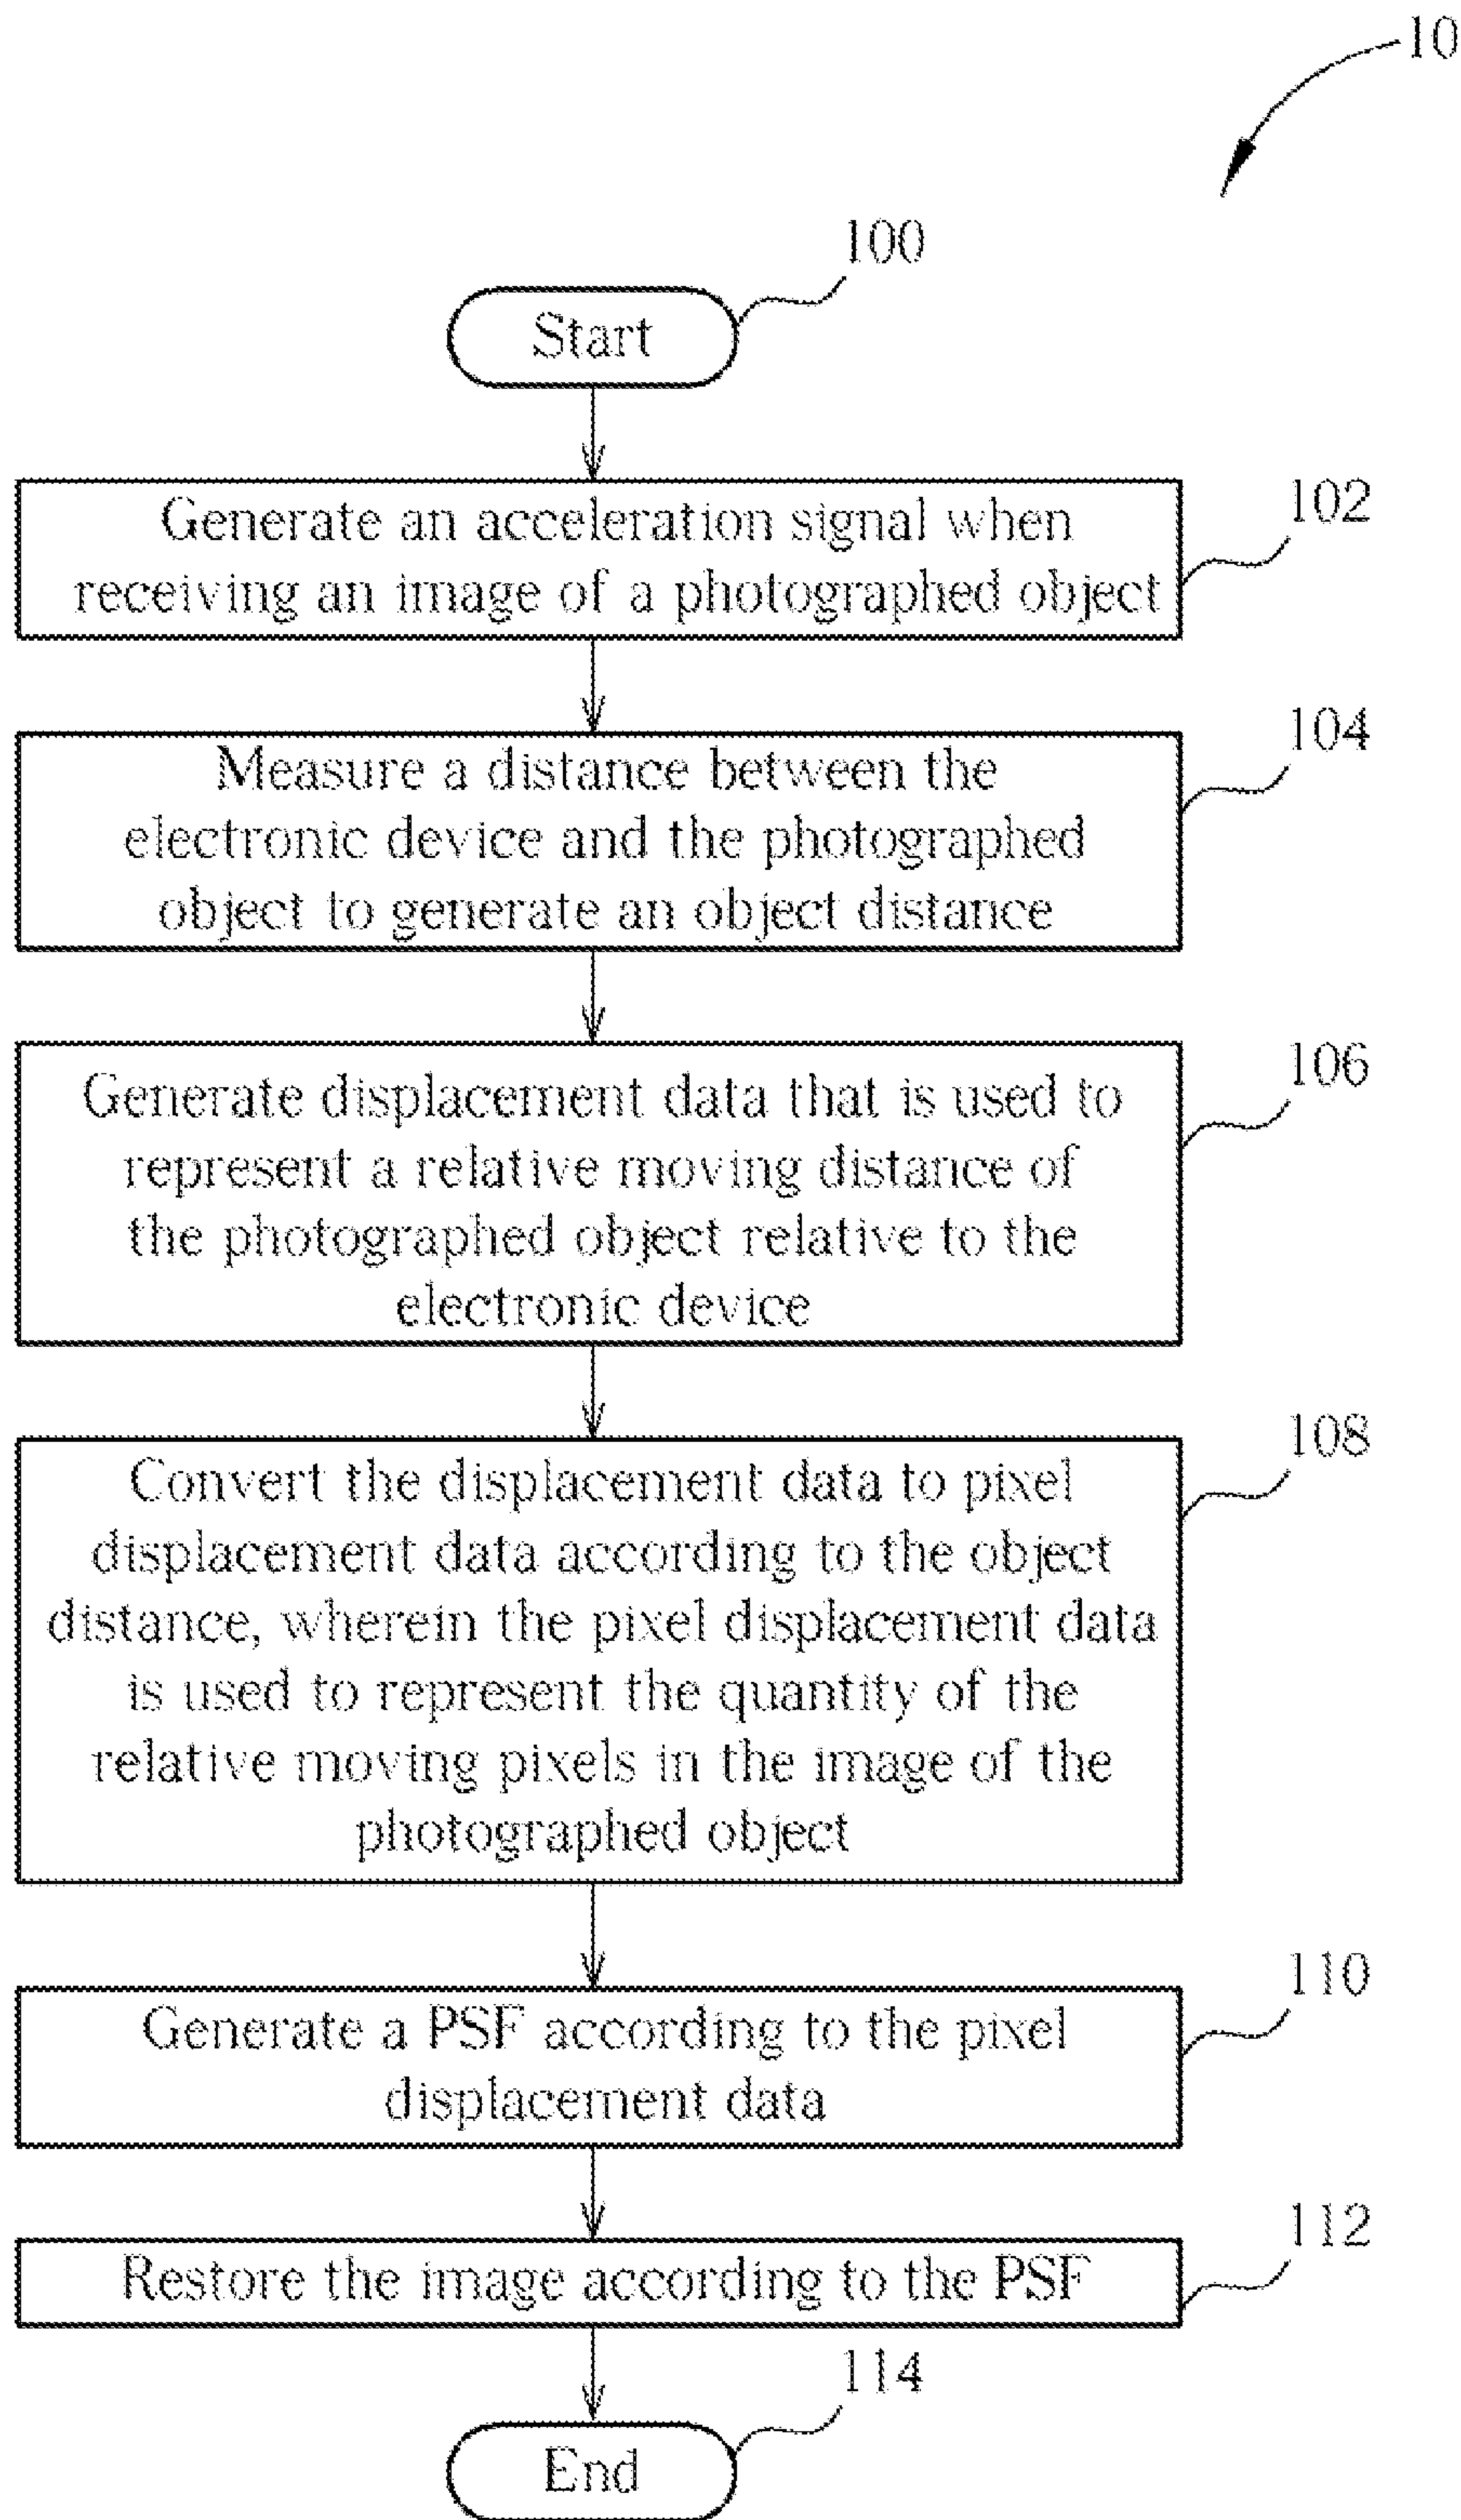 10
100
Start
102
Generate an acceleration signal when
receiving an image of a photographed object
104
Measure a distance between the
electronic device and the photographed
object to generate an object distance
106
Generate displacement data that is used to
represent a relative moving distance of
the photographed object relative to the
electronic device
108
Convert the displacement data to pixel
displacement data according to the object
distance, wherein the pixel displacement data
is used to represent the quantity of the
relative moving pixels in the image of the
photographed object
110
Generate a PSF according to the pixel
displacement data
112
Restore the image according to the PSF
114
End